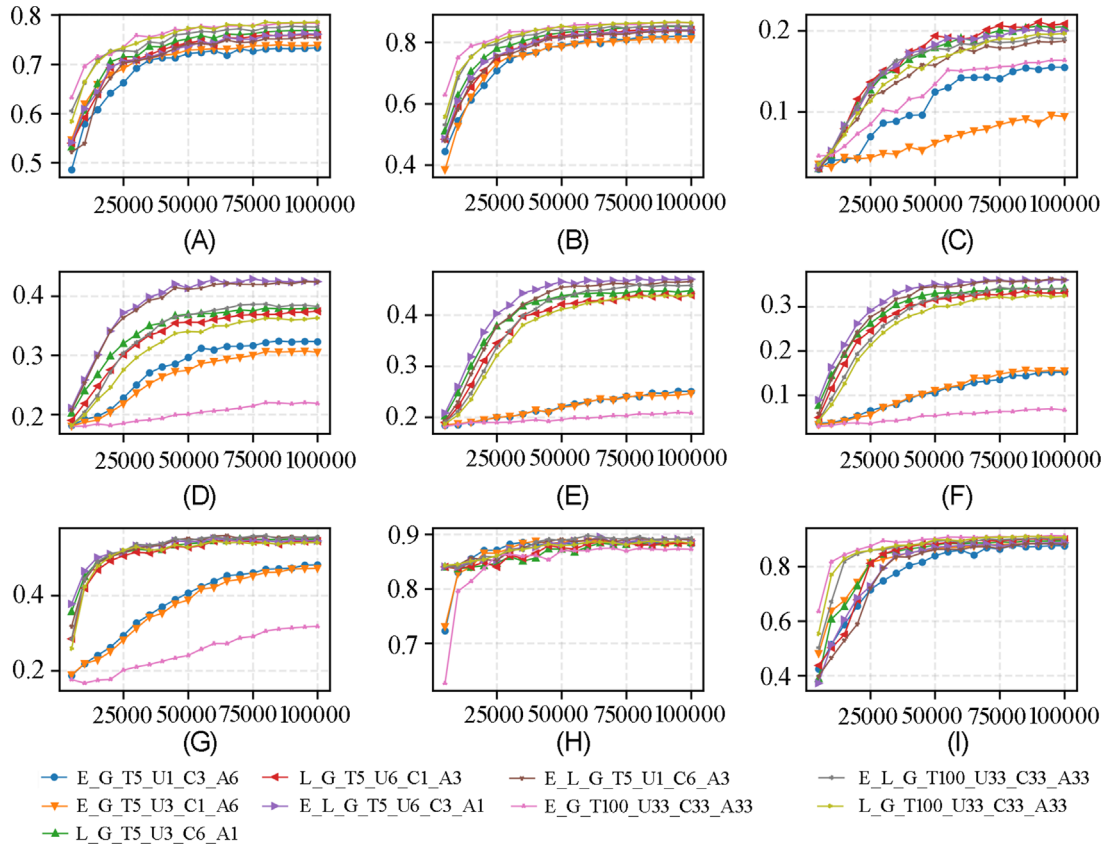 0.8
0.7
0.6
0.5
25000 50000 75000 100000
(A)
0.8
0.6
0.4
25000 50000 75000 100000
(B)
0.2
0.1
25000 50000 75000 100000
(C)
0.4
0.3
0.2
25000 50000 75000 100000
(D)
0.4
0.3
0.2
25000 50000 75000 100000
(E)
0.3
0.2
0.1
25000 50000 75000 100000
(F)
0.4
0.2
25000 50000 75000 100000
(G)
0.9
0.8
0.7
25000 50000 75000 100000
(H)
0.8
0.6
0.4
25000 50000 75000 100000
(I)
E_G_T5_U1_C3_A6
E_G_T5_U3_C1_A6
L_G_T5_U3_C6_A1
L_G_T5_U6_C1_A3
E_L_G_T5_U6_C3_A1
E_L_G_T5_U1_C6_A3
E_G_T100_U33_C33_A33
E_L_G_T100_U33_C33_A33
L_G_T100_U33_C33_A33